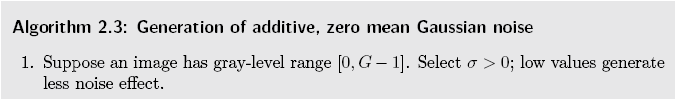 Algorithm 2.3: Generation of additive, zero mean Gaussian noise
1. Suppose an image has gray-level range [0, G − 1]. Select σ > 0; low values generate
less noise effect.